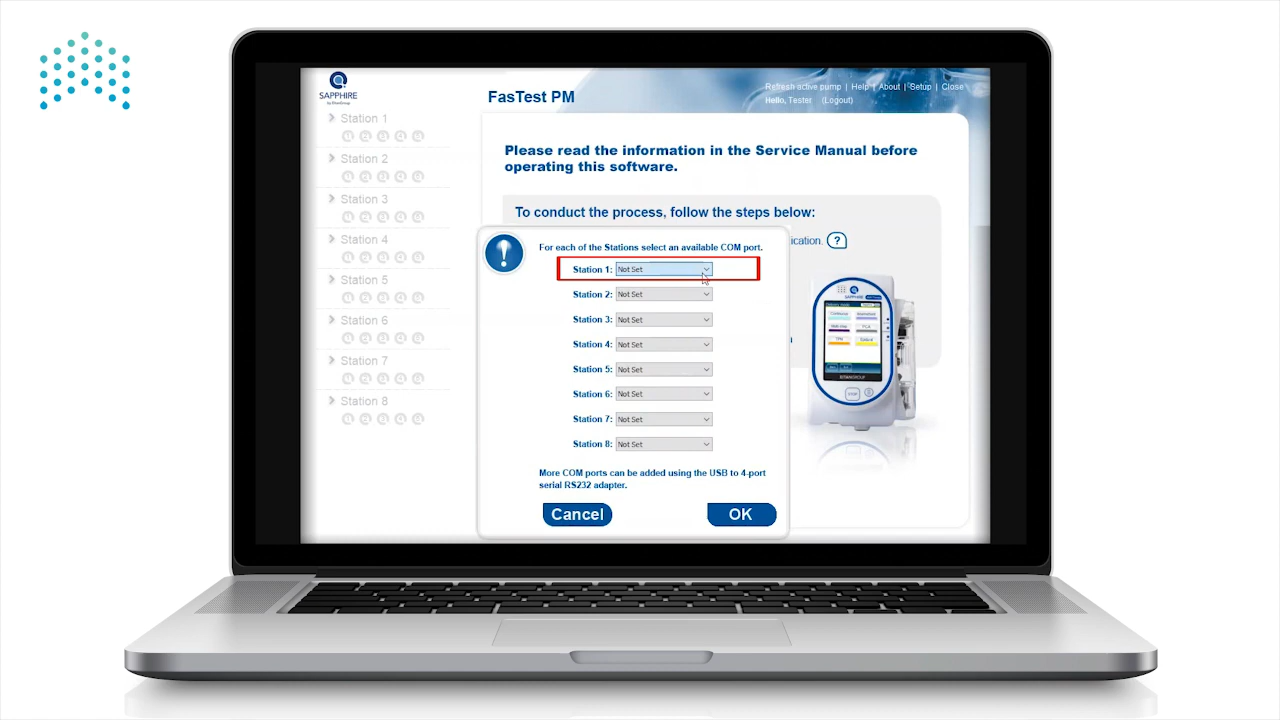 SAPPHIRE
FasTest PM
Refresh active pump | Help | About | Setup | Close
Hello, Tester (Logout)
Station 1
Station 2
Station 3
Station 4
Station 5
Station 6
Station 7
Station 8
Please read the information in the Service Manual before
operating this software.
To conduct the process, follow the steps below:
ication. ?
For each of the Stations select an available COM port.
Station 1: Not Set
Station 2: Not Set
Station 3: Not Set
Station 4: Not Set
Station 5: Not Set
Station 6: Not Set
Station 7: Not Set
Station 8: Not Set
More COM ports can be added using the USB to 4-port
serial RS232 adapter.
Cancel
OK
SAPPHIRE